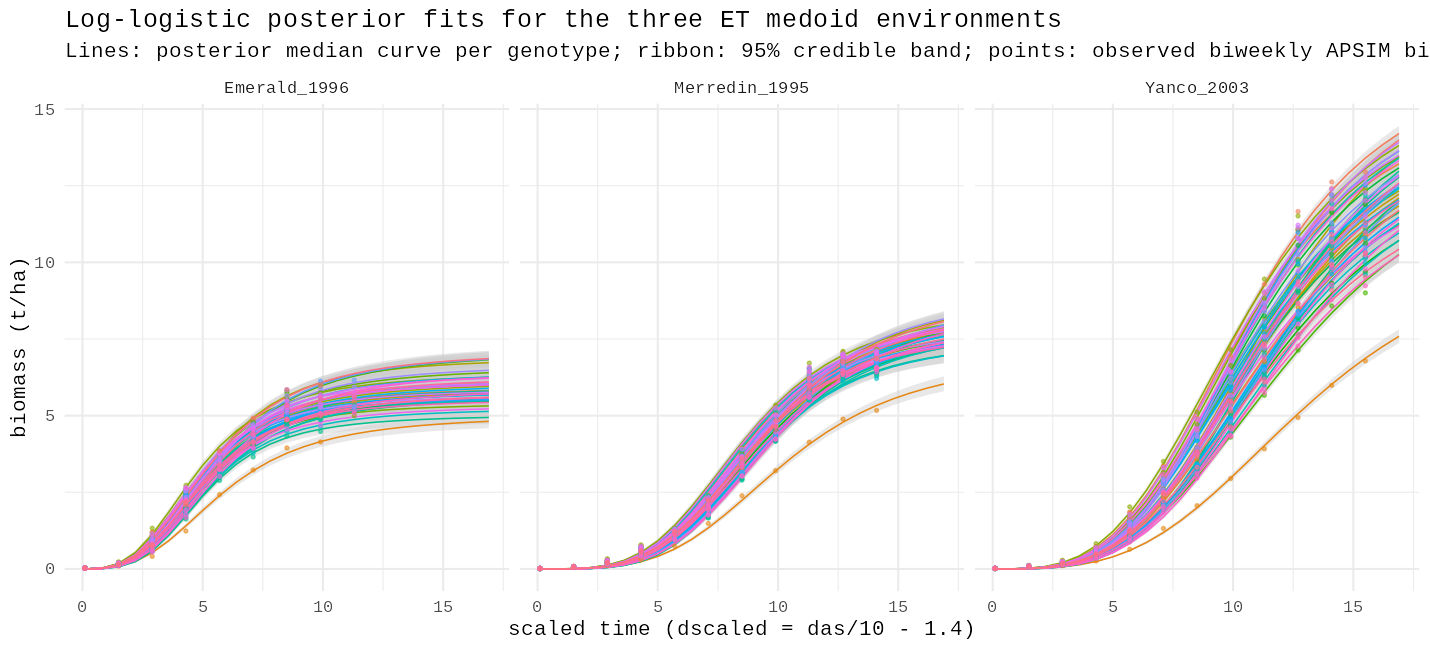 Log-logistic posterior fits for the three ET medoid environments
Lines: posterior median curve per genotype; ribbon: 95% credible band; points: observed biweekly APSIM bi
Emerald_1996
Merredin_1995
Yanco_2003
biomass (t/ha)
15
10
5
0
0 5 10 15
0 5 10 15
0 5 10 15
scaled time (dscaled = das/10 - 1.4)